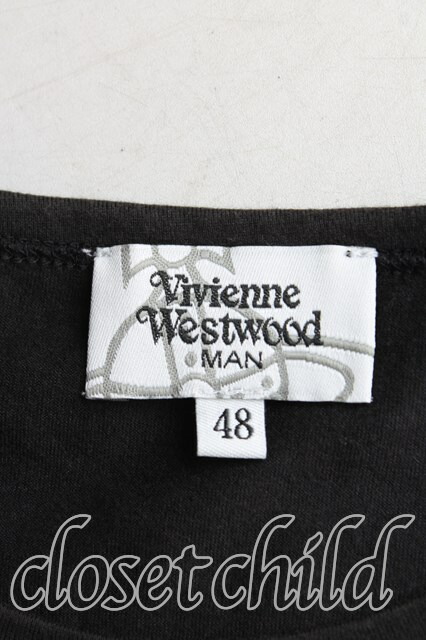 Vivienne
Westwood
MAN
48
closet child